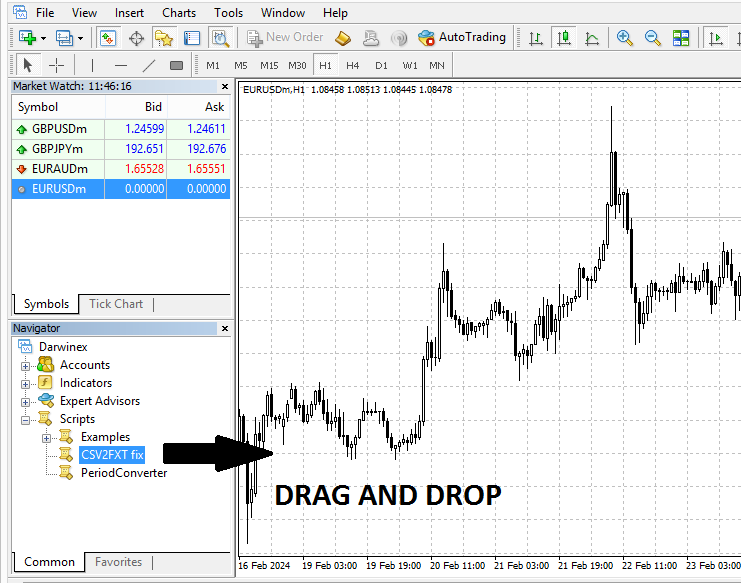 File View Insert Charts Tools Window Help
New Order AutoTrading
M1 M5 M15 M30 H1 H4 D1 W1 MN
Market Watch: 11:46:16
Symbol Bid Ask
GBPUSDm 1.24599 1.24611
GBPJPYm 192.651 192.676
EURAUDm 1.65528 1.65551
EURUSDm 0.00000 0.00000
Symbols Tick Chart
Navigator
Darwinex
Accounts
Indicators
Expert Advisors
Scripts
Examples
CSV2FXT fix
PeriodConverter
Common Favorites
EURUSDm,H1 1.08458 1.08513 1.08445 1.08478
DRAG AND DROP
16 Feb 2024 19 Feb 03:00 19 Feb 19:00 20 Feb 11:00 21 Feb 03:00 21 Feb 19:00 22 Feb 11:00 23 Feb 03:00